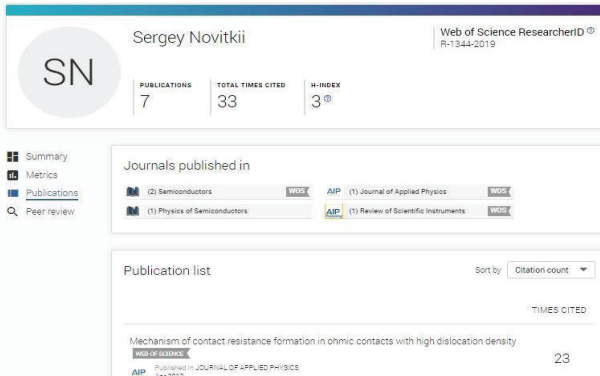 Sergey Novitkii
Web of Science ResearcherID
R-1344-2019
SN
PUBLICATIONS
7
TOTAL TIMES CITED
33
H-INDEX
3
Summary
Metrics
Publications
Peer review
Journals published in
(2) Semiconductors WOS
AIP (1) Journal of Applied Physics WOS
(1) Physics of Semiconductors
AIP (1) Review of Scientific Instruments WOS
Publication list
Sort by Citation count
TIMES CITED
Mechanism of contact resistance formation in ohmic contacts with high dislocation density
WEB OF SCIENCE
23
AIP Published in JOURNAL OF APPLIED PHYSICS